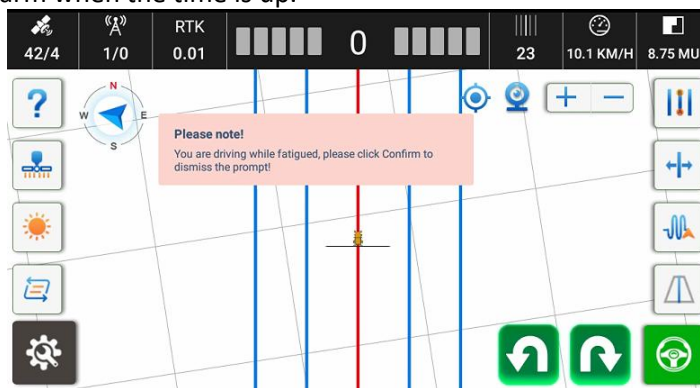 arm when the time is up.
42/4
1/0
RTK
0.01
0
23
10.1 KM/H
8.75 MU
N
W E
S
Please note!
You are driving while fatigued, please click Confirm to
dismiss the prompt!